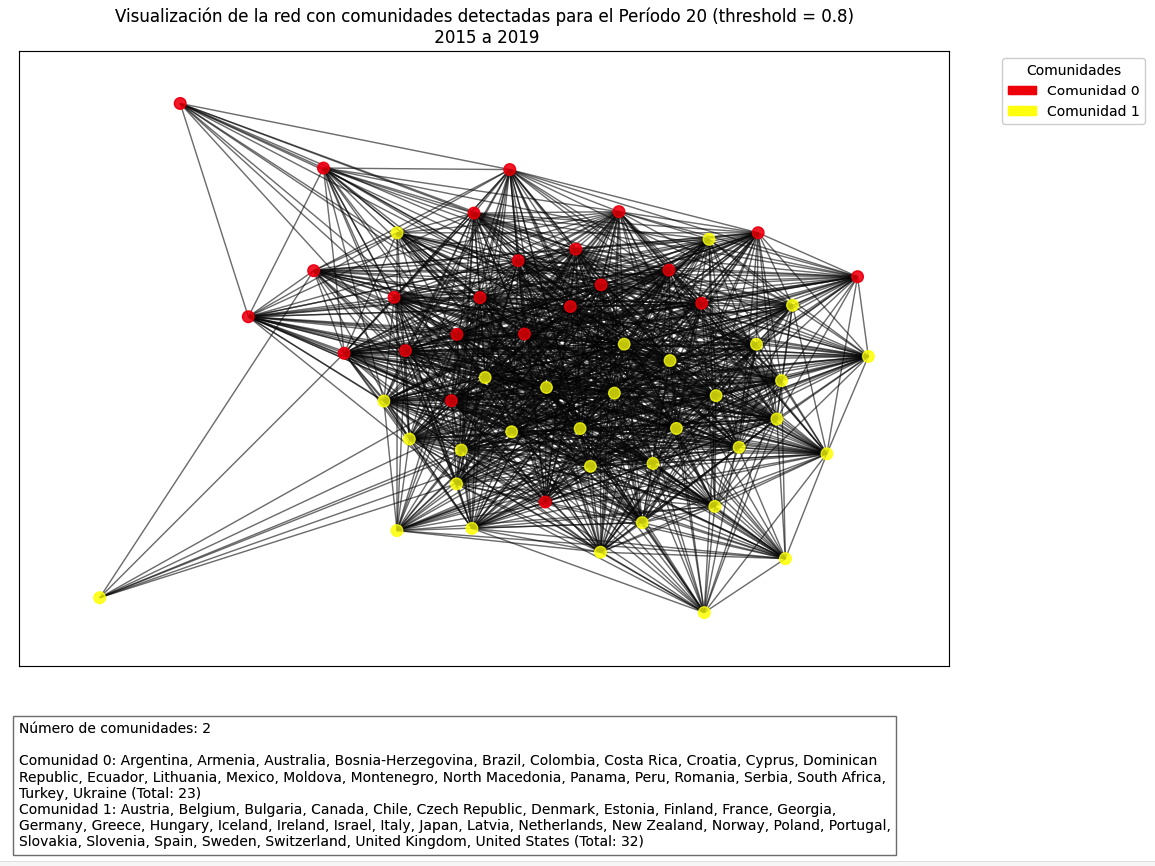 Visualización de la red con comunidades detectadas para el Período 20 (threshold = 0.8)
2015 a 2019
Comunidades
Comunidad 0
Comunidad 1
Número de comunidades: 2
Comunidad 0: Argentina, Armenia, Australia, Bosnia-Herzegovina, Brazil, Colombia, Costa Rica, Croatia, Cyprus, Dominican
Republic, Ecuador, Lithuania, Mexico, Moldova, Montenegro, North Macedonia, Panama, Peru, Romania, Serbia, South Africa,
Turkey, Ukraine (Total: 23)
Comunidad 1: Austria, Belgium, Bulgaria, Canada, Chile, Czech Republic, Denmark, Estonia, Finland, France, Georgia,
Germany, Greece, Hungary, Iceland, Ireland, Israel, Italy, Japan, Latvia, Netherlands, New Zealand, Norway, Poland, Portugal,
Slovakia, Slovenia, Spain, Sweden, Switzerland, United Kingdom, United States (Total: 32)